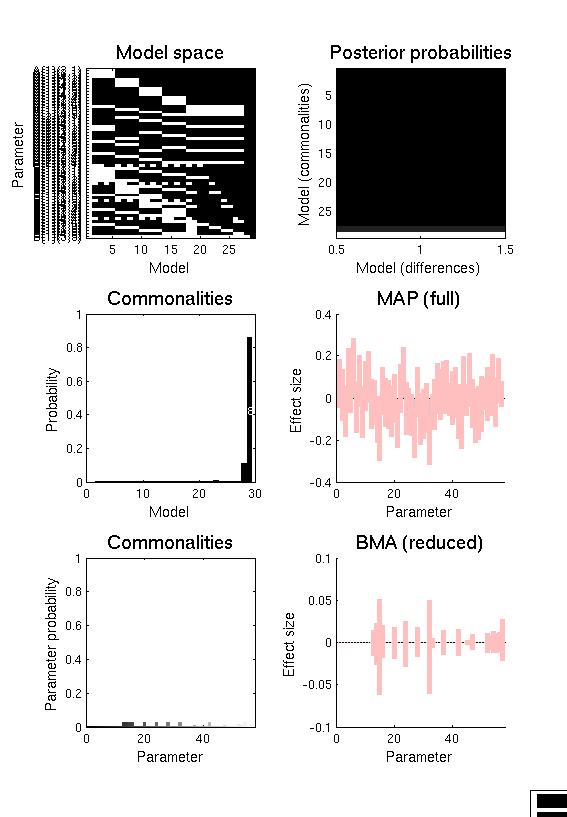 Model space
Parameter
5 10 15 20 25
Model
Posterior probabilities
Model (commonalities)
5
10
15
20
25
0.5 1 1.5
Model (differences)
Commonalities
Probability
1
0.8
0.6
0.4
0.2
0
0 10 20 30
Model
MAP (full)
Effect size
0.4
0.2
0
-0.2
-0.4
0 20 40
Parameter
Commonalities
Parameter probability
1
0.8
0.6
0.4
0.2
0
0 20 40
Parameter
BMA (reduced)
Effect size
0.1
0.05
0
-0.05
-0.1
0 20 40
Parameter